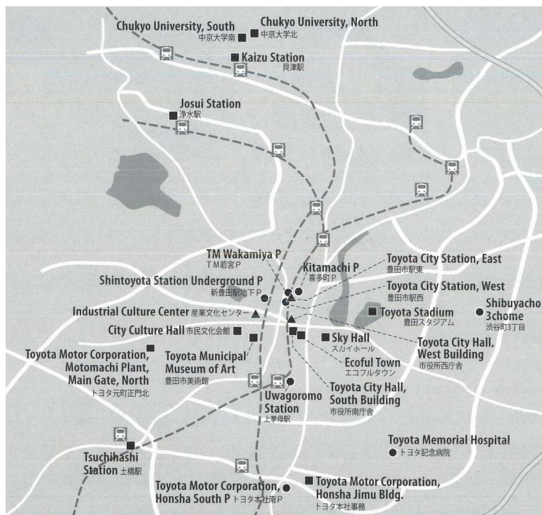 Chukyo University, South
中京大学南
Chukyo University, North
中京大学北
Kaizu Station
貝津駅
Josui Station
浄水駅
TM Wakamiya P
TM若宮P
Kitamachi P
喜多町P
Toyota City Station, East
豊田市駅東
Toyota City Station, West
豊田市駅西
Shintoyota Station Underground P
新豊田駅地下P
Industrial Culture Center 産業文化センター
Toyota Stadium
豊田スタジアム
Shibuyacho
3chome
渋谷町3丁目
City Culture Hall 市民文化会館
Sky Hall
スカイホール
Toyota City Hall,
West Building
市役所西庁舎
Toyota Motor Corporation,
Motomachi Plant,
Main Gate, North
トヨタ元町正門北
Toyota Municipal
Museum of Art
豊田市美術館
Ecoful Town
エコフルタウン
Toyota City Hall,
South Building
市役所南庁舎
Uwagoromo
Station
上挙母駅
Tsuchihashi
Station 土橋駅
Toyota Memorial Hospital
トヨタ記念病院
Toyota Motor Corporation,
Honsha South P トヨタ本社南P
Toyota Motor Corporation,
Honsha Jimu Bldg.
トヨタ本社事務